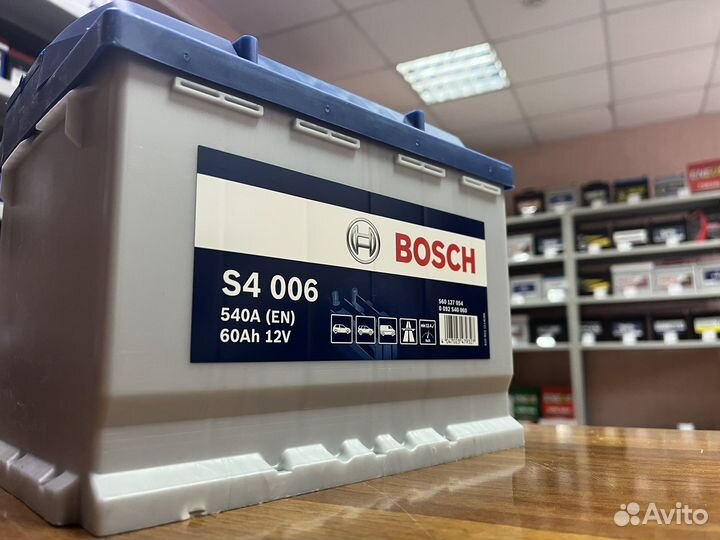 BOSCH
S4 006
540A (EN)
60Ah 12V
560 127 054
0 092 S40 060
Avito